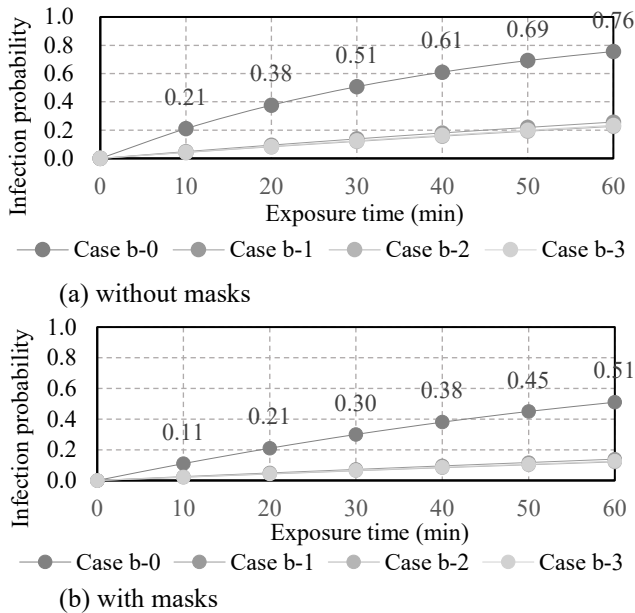 Infection probability
1.0
0.8
0.6
0.4
0.2
0.0
0.21
0.38
0.51
0.61
0.69
0.76
0 10 20 30 40 50 60
Exposure time (min)
Case b-0 Case b-1 Case b-2 Case b-3
(a) without masks
Infection probability
1.0
0.8
0.6
0.4
0.2
0.0
0.11
0.21
0.30
0.38
0.45
0.51
0 10 20 30 40 50 60
Exposure time (min)
Case b-0 Case b-1 Case b-2 Case b-3
(b) with masks